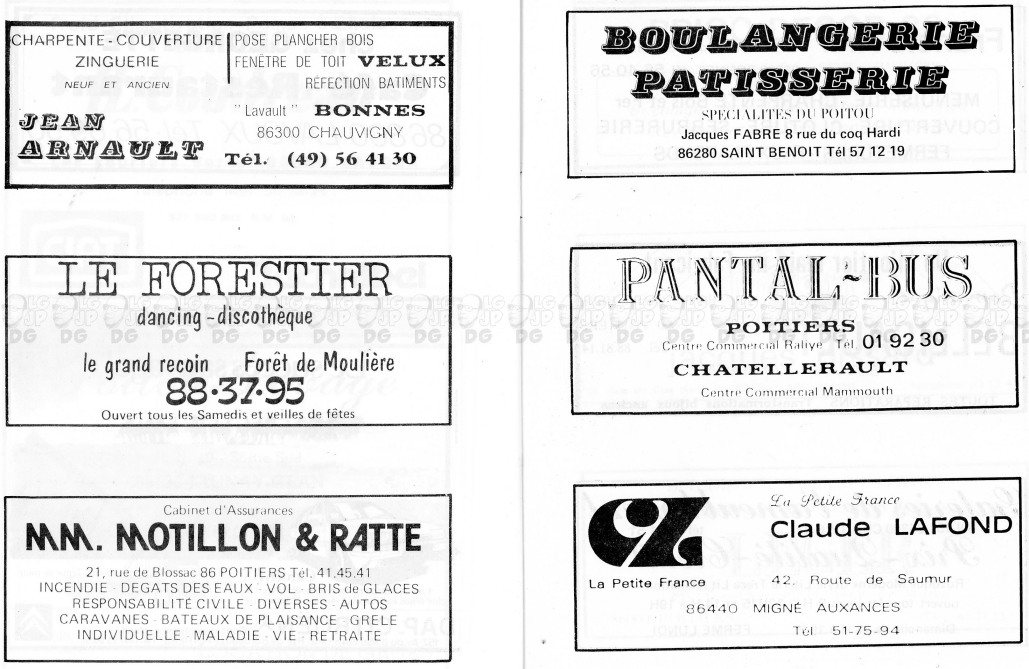 CHARPENTE - COUVERTURE
ZINGUERIE
NEUF ET ANCIEN
JEAN
ARNAULT
POSE PLANCHER BOIS
FENÊTRE DE TOIT VELUX
RÉFECTION BATIMENTS
" Lavault " BONNES
86300 CHAUVIGNY
Tél. (49) 56 41 30
LE FORESTIER
dancing - discothèque
le grand recoin Forêt de Moulière
88·37·95
Ouvert tous les Samedis et veilles de fêtes
Cabinet d'Assurances
MM. MOTILLON & RATTE
21, rue de Blossac 86 POITIERS Tél. 41.45.41
INCENDIE - DEGATS DES EAUX - VOL - BRIS de GLACES
RESPONSABILITÉ CIVILE - DIVERSES - AUTOS
CARAVANES - BATEAUX DE PLAISANCE - GRELE
INDIVIDUELLE - MALADIE - VIE - RETRAITE
BOULANGERIE
PATISSERIE
SPECIALITES DU POITOU
Jacques FABRE 8 rue du coq Hardi
86280 SAINT BENOIT Tél 57 12 19
PANTAL~BUS
POITIERS
Centre Commercial Rallye Tél. 01 92 30
CHATELLERAULT
Centre Commercial Mammouth
La Petite France
La Petite France
Claude LAFOND
42, Route de Saumur
86440 MIGNÉ AUXANCES
Tél 51-75-94